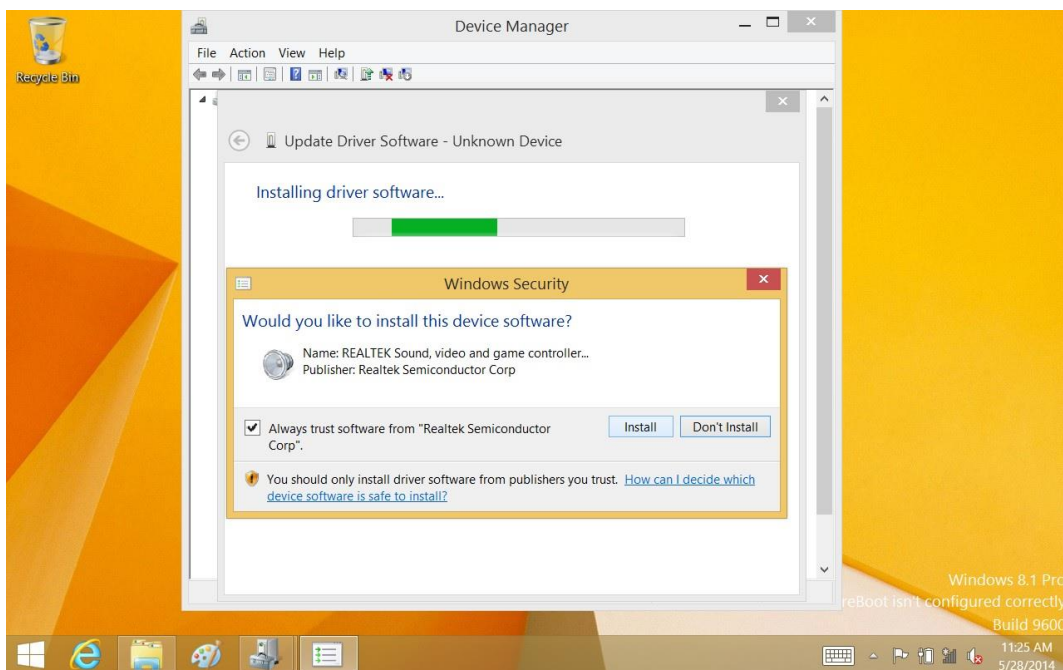 Recycle Bin
Device Manager
File Action View Help
Update Driver Software - Unknown Device
Installing driver software...
Windows Security
Would you like to install this device software?
Name: REALTEK Sound, video and game controller...
Publisher: Realtek Semiconductor Corp
Always trust software from "Realtek Semiconductor
Corp".
Install
Don't Install
You should only install driver software from publishers you trust. How can I decide which
device software is safe to install?
Windows 8.1 Pro
reBoot isn't configured correctly
Build 9600
11:25 AM
5/28/2014